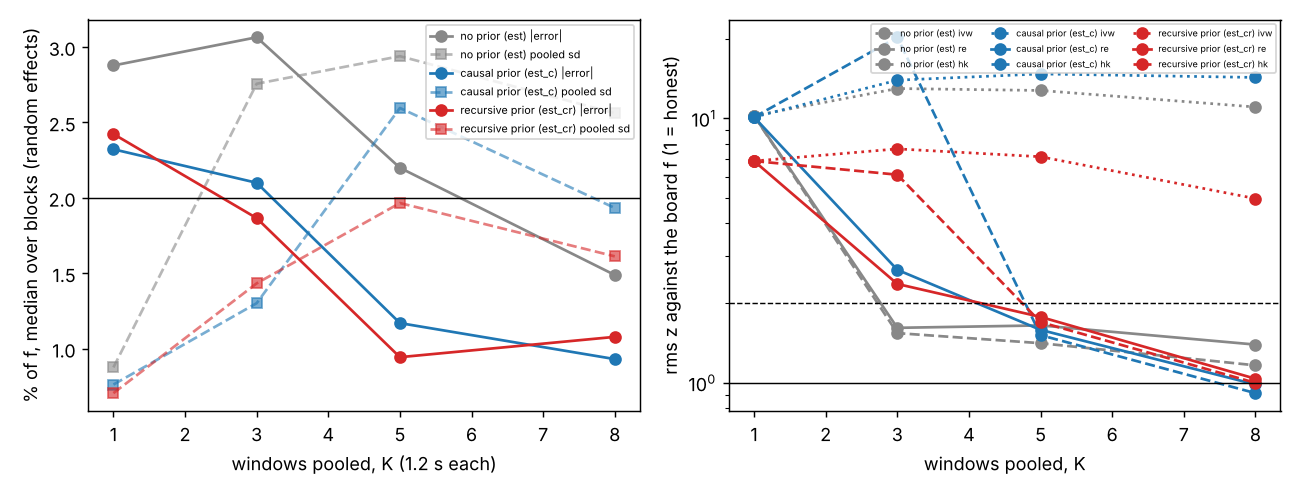 % of f, median over blocks (random effects)
3.0
2.5
2.0
1.5
1.0
no prior (est) |error|
no prior (est) pooled sd
causal prior (est_c) |error|
causal prior (est_c) pooled sd
recursive prior (est_cr) |error|
recursive prior (est_cr) pooled sd
1 2 3 4 5 6 7 8
windows pooled, K (1.2 s each)
rms z against the board f (1 = honest)
10¹
10⁰
no prior (est) ivw causal prior (est_c) ivw recursive prior (est_cr) ivw
no prior (est) re causal prior (est_c) re recursive prior (est_cr) re
no prior (est) hk causal prior (est_c) hk recursive prior (est_cr) hk
1 2 3 4 5 6 7 8
windows pooled, K